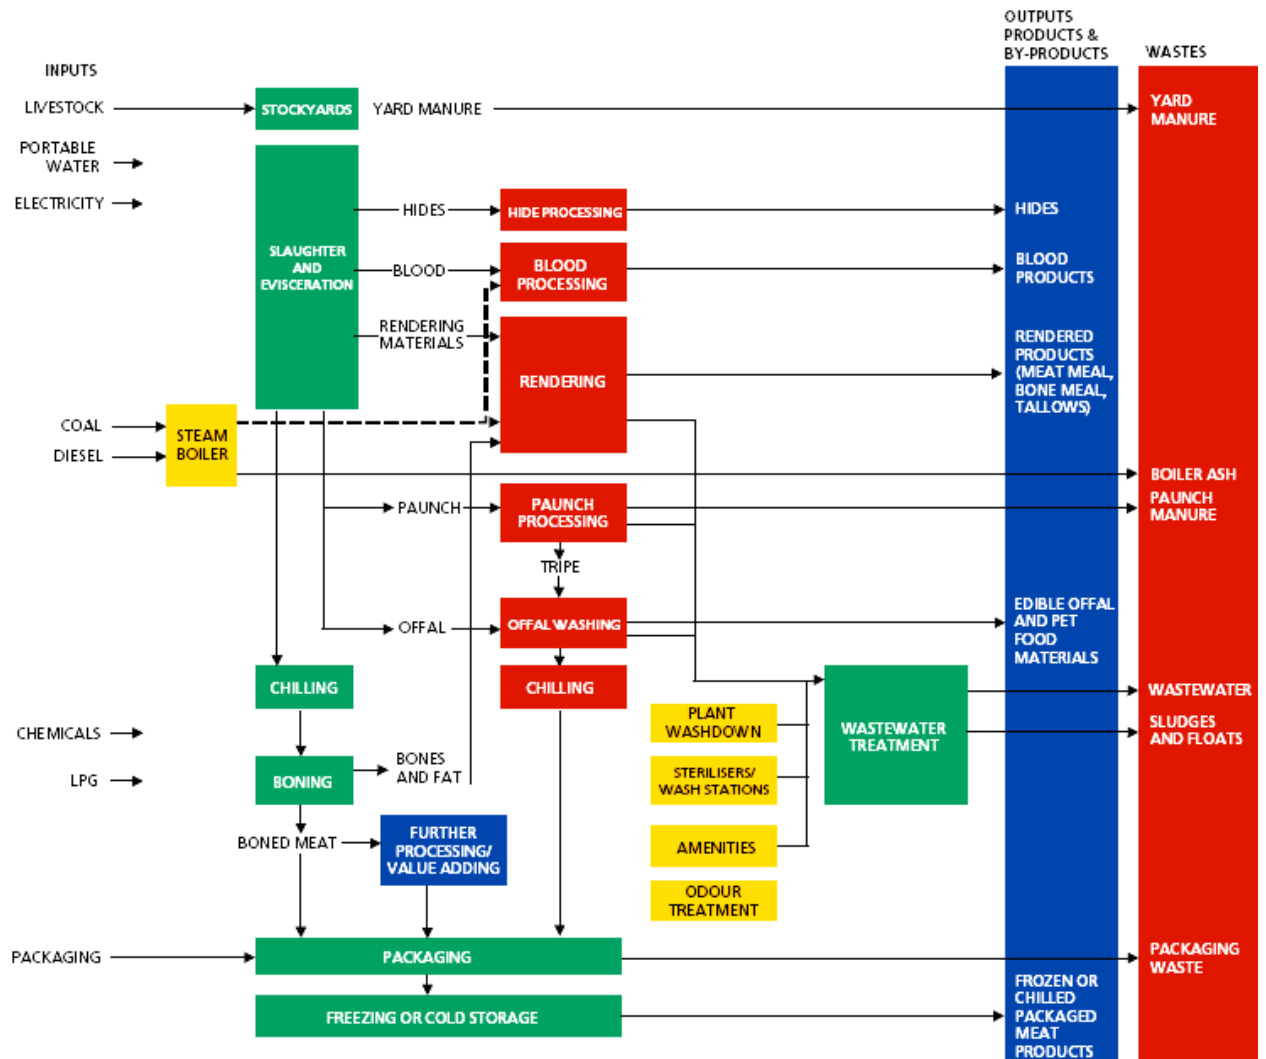 OUTPUTS
PRODUCTS &
BY-PRODUCTS
WASTES
INPUTS
LIVESTOCK
STOCKYARDS
YARD MANURE
YARD
MANURE
PORTABLE
WATER
ELECTRICITY
SLAUGHTER
AND
EVISCERATION
HIDES
HIDE PROCESSING
HIDES
BLOOD
BLOOD
PROCESSING
BLOOD
PRODUCTS
RENDERING
MATERIALS
RENDERING
RENDERED
PRODUCTS
(MEAT MEAL,
BONE MEAL,
TALLOWS)
COAL
DIESEL
STEAM
BOILER
BOILER ASH
PAUNCH
PAUNCH
PROCESSING
PAUNCH
MANURE
TRIPE
OFFAL
OFFAL WASHING
EDIBLE OFFAL
AND PET
FOOD
MATERIALS
CHILLING
CHILLING
WASTEWATER
TREATMENT
WASTEWATER
SLUDGES
AND FLOATS
PLANT
WASHDOWN
CHEMICALS
LPG
BONING
BONES
AND FAT
STERILISERS/
WASH STATIONS
BONED MEAT
FURTHER
PROCESSING/
VALUE ADDING
AMENITIES
ODOUR
TREATMENT
PACKAGING
PACKAGING
PACKAGING
WASTE
FREEZING OR COLD STORAGE
FROZEN OR
CHILLED
PACKAGED
MEAT
PRODUCTS